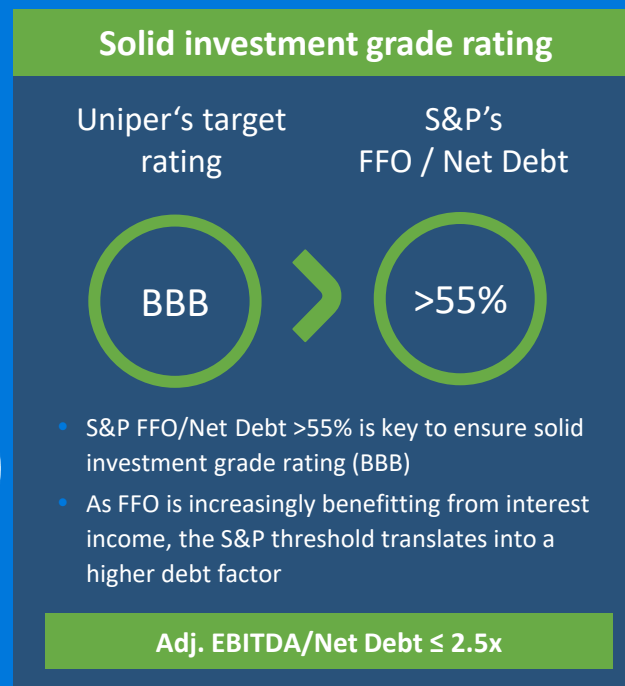 Solid investment grade rating
Uniper‘s target
rating
S&P’s
FFO / Net Debt
BBB
>55%
• S&P FFO/Net Debt >55% is key to ensure solid
investment grade rating (BBB)
• As FFO is increasingly benefitting from interest
income, the S&P threshold translates into a
higher debt factor
Adj. EBITDA/Net Debt ≤ 2.5x